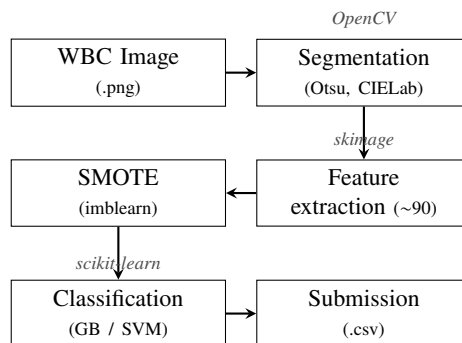 OpenCV
WBC Image
(.png)
Segmentation
(Otsu, CIELab)
skimage
SMOTE
(imblearn)
Feature
extraction (~90)
scikit-learn
Classification
(GB / SVM)
Submission
(.csv)